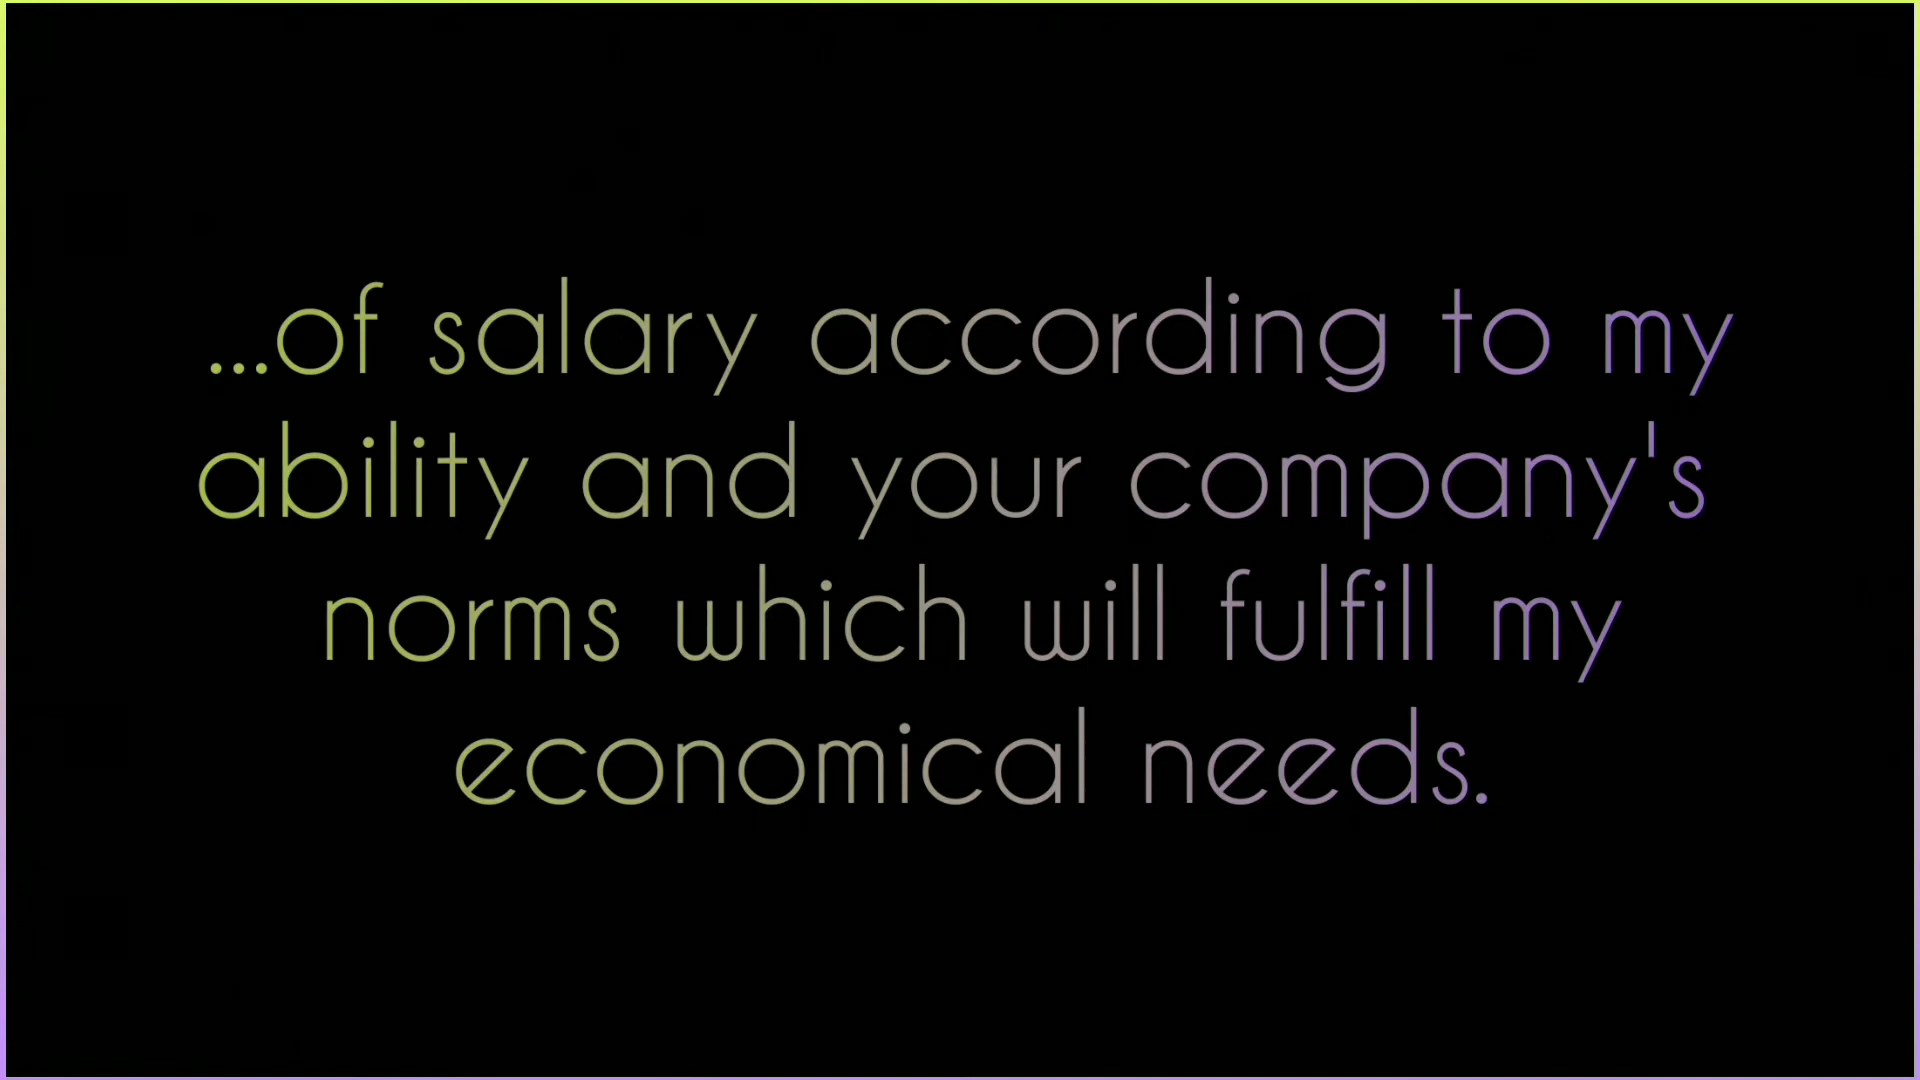 ...of salary according to my
ability and your company's
norms which will fulfill my
economical needs.